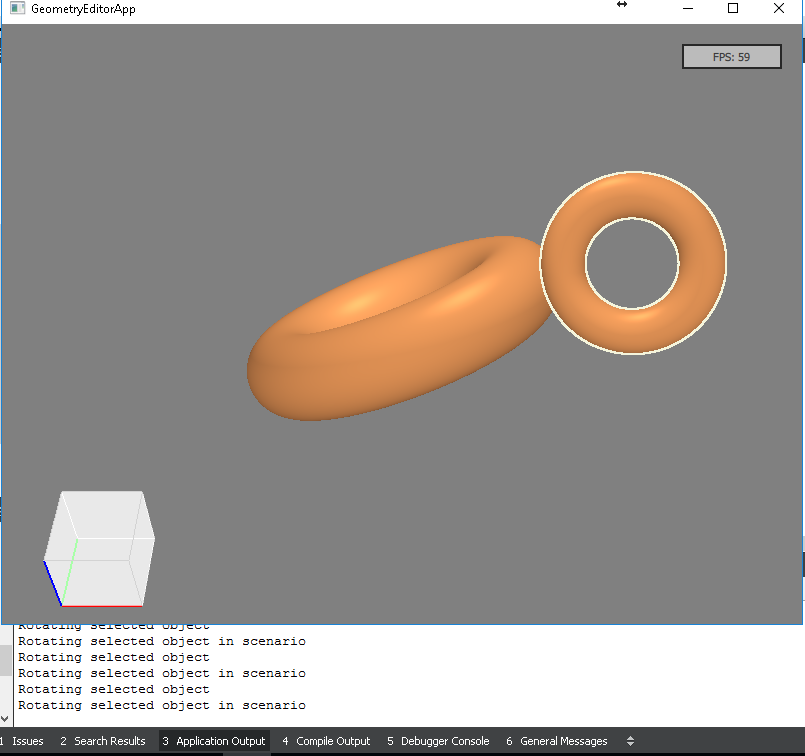 GeometryEditorApp
FPS: 59
Rotating selected object
Rotating selected object in scenario
Rotating selected object
Rotating selected object in scenario
Rotating selected object
Rotating selected object in scenario
1 Issues 2 Search Results 3 Application Output 4 Compile Output 5 Debugger Console 6 General Messages